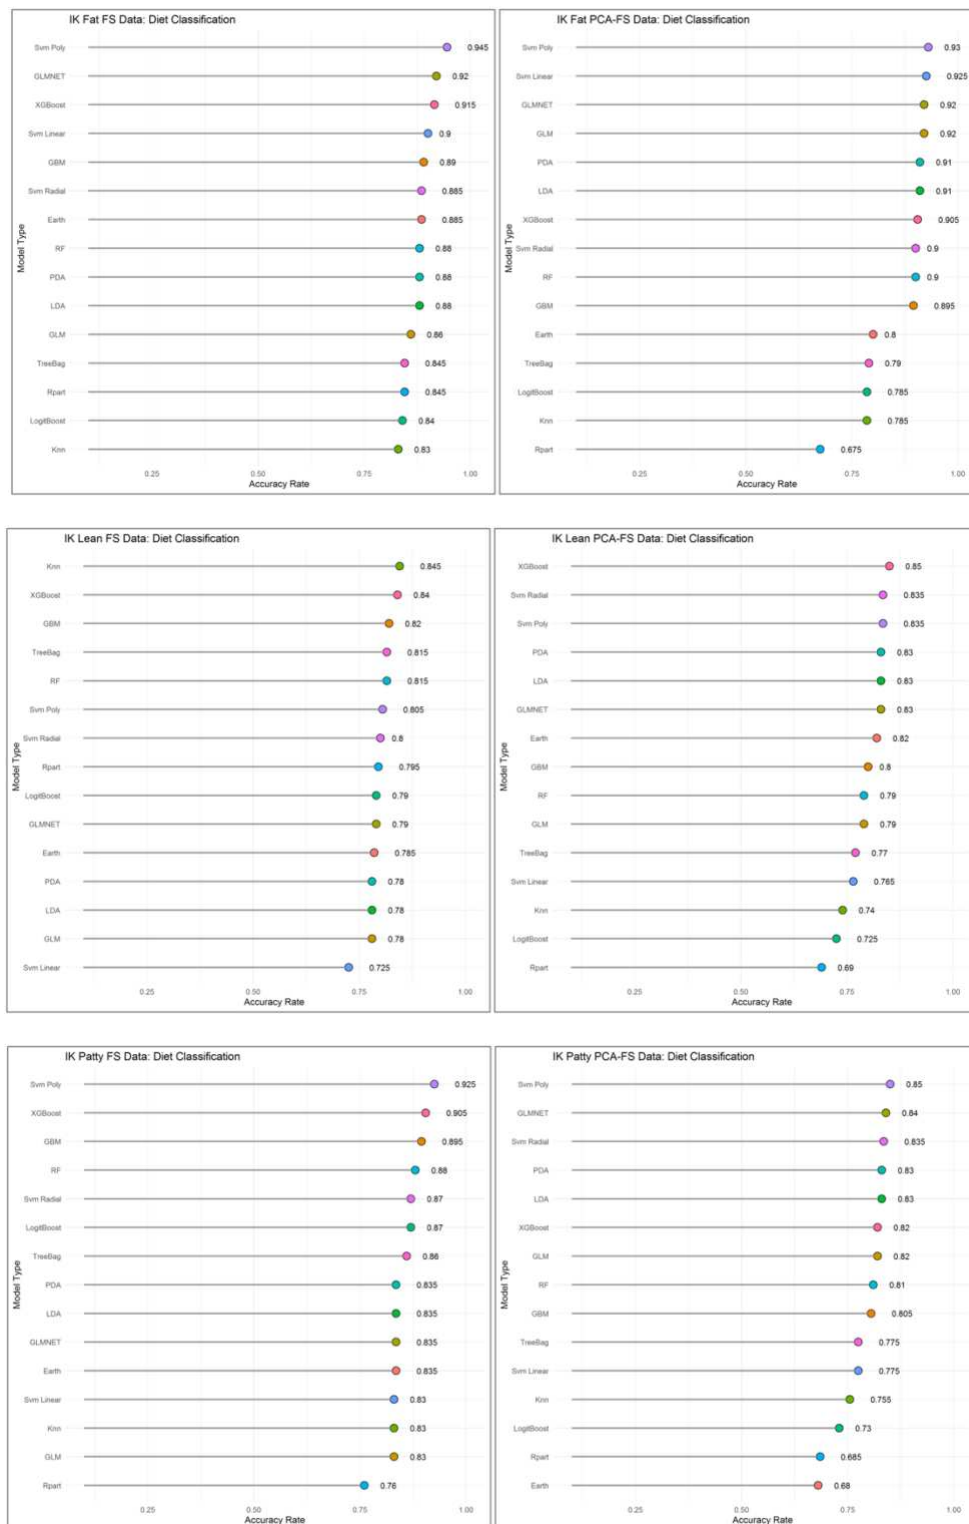 IK Fat FS Data: Diet Classification
Svm Poly 0.945
GLMNET 0.92
XGBoost 0.915
Svm Linear 0.9
GBM 0.89
Svm Radial 0.885
Earth 0.885
RF 0.88
PDA 0.88
LDA 0.88
GLM 0.86
TreeBag 0.845
Rpart 0.845
LogitBoost 0.84
Knn 0.83
Model Type
0.25 0.50 0.75 1.00
Accuracy Rate
IK Fat PCA-FS Data: Diet Classification
Svm Poly 0.93
Svm Linear 0.925
GLMNET 0.92
GLM 0.92
PDA 0.91
LDA 0.91
XGBoost 0.905
Svm Radial 0.9
RF 0.9
GBM 0.895
Earth 0.8
TreeBag 0.79
LogitBoost 0.785
Knn 0.785
Rpart 0.675
Model Type
0.25 0.50 0.75 1.00
Accuracy Rate
IK Lean FS Data: Diet Classification
Knn 0.845
XGBoost 0.84
GBM 0.82
TreeBag 0.815
RF 0.815
Svm Poly 0.805
Svm Radial 0.8
Rpart 0.795
LogitBoost 0.79
GLMNET 0.79
Earth 0.785
PDA 0.78
LDA 0.78
GLM 0.78
Svm Linear 0.725
Model Type
0.25 0.50 0.75 1.00
Accuracy Rate
IK Lean PCA-FS Data: Diet Classification
XGBoost 0.85
Svm Radial 0.835
Svm Poly 0.835
PDA 0.83
LDA 0.83
GLMNET 0.83
Earth 0.82
GBM 0.8
RF 0.79
GLM 0.79
TreeBag 0.77
Svm Linear 0.765
Knn 0.74
LogitBoost 0.725
Rpart 0.69
Model Type
0.25 0.50 0.75 1.00
Accuracy Rate
IK Patty FS Data: Diet Classification
Svm Poly 0.925
XGBoost 0.905
GBM 0.895
RF 0.88
Svm Radial 0.87
LogitBoost 0.87
TreeBag 0.86
PDA 0.835
LDA 0.835
GLMNET 0.835
Earth 0.835
Svm Linear 0.83
Knn 0.83
GLM 0.83
Rpart 0.76
Model Type
0.25 0.50 0.75 1.00
Accuracy Rate
IK Patty PCA-FS Data: Diet Classification
Svm Poly 0.85
GLMNET 0.84
Svm Radial 0.835
PDA 0.83
LDA 0.83
XGBoost 0.82
GLM 0.82
RF 0.81
GBM 0.805
TreeBag 0.775
Svm Linear 0.775
Knn 0.755
LogitBoost 0.73
Rpart 0.685
Earth 0.68
Model Type
0.25 0.50 0.75 1.00
Accuracy Rate